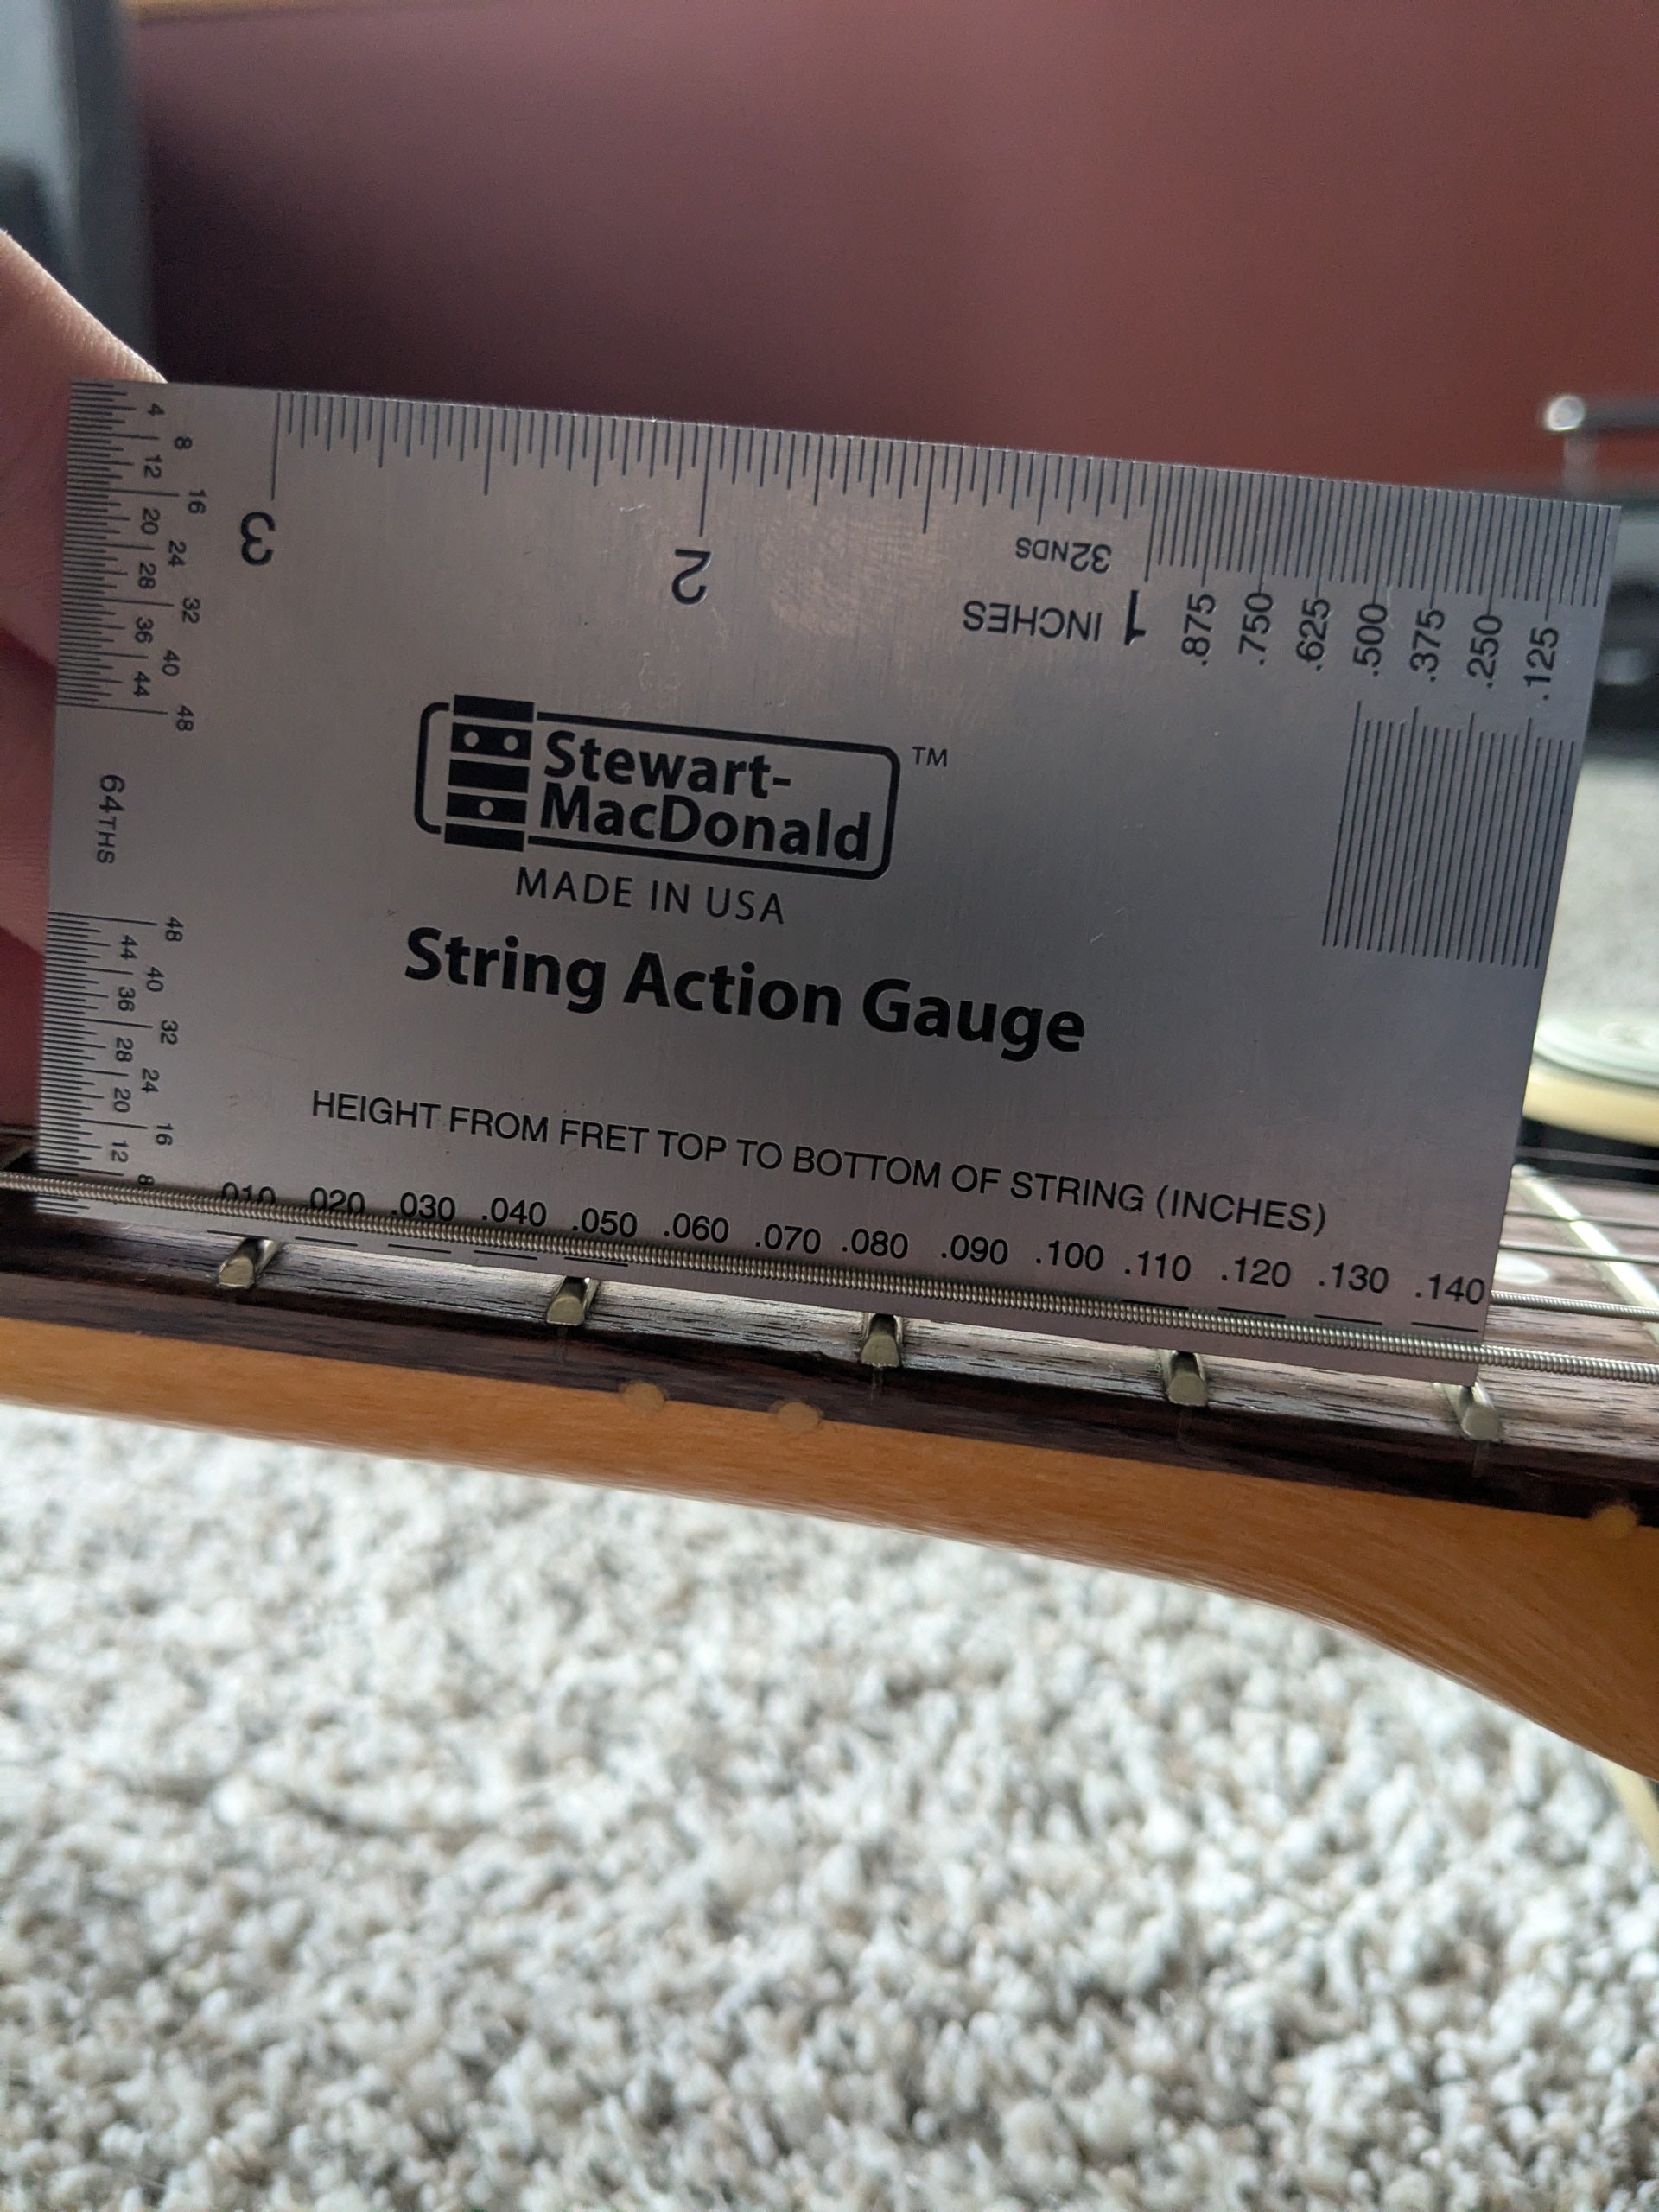 4 12 20 28 36 44
8 16 24 32 40 48
64THS
48 40 32 24 16 8
44 36 28 20 12
3 2 1
32NDS
INCHES
.875 .750 .625 .500 .375 .250 .125
Stewart-
MacDonald
TM
MADE IN USA
String Action Gauge
HEIGHT FROM FRET TOP TO BOTTOM OF STRING (INCHES)
.010 .020 .030 .040 .050 .060 .070 .080 .090 .100 .110 .120 .130 .140